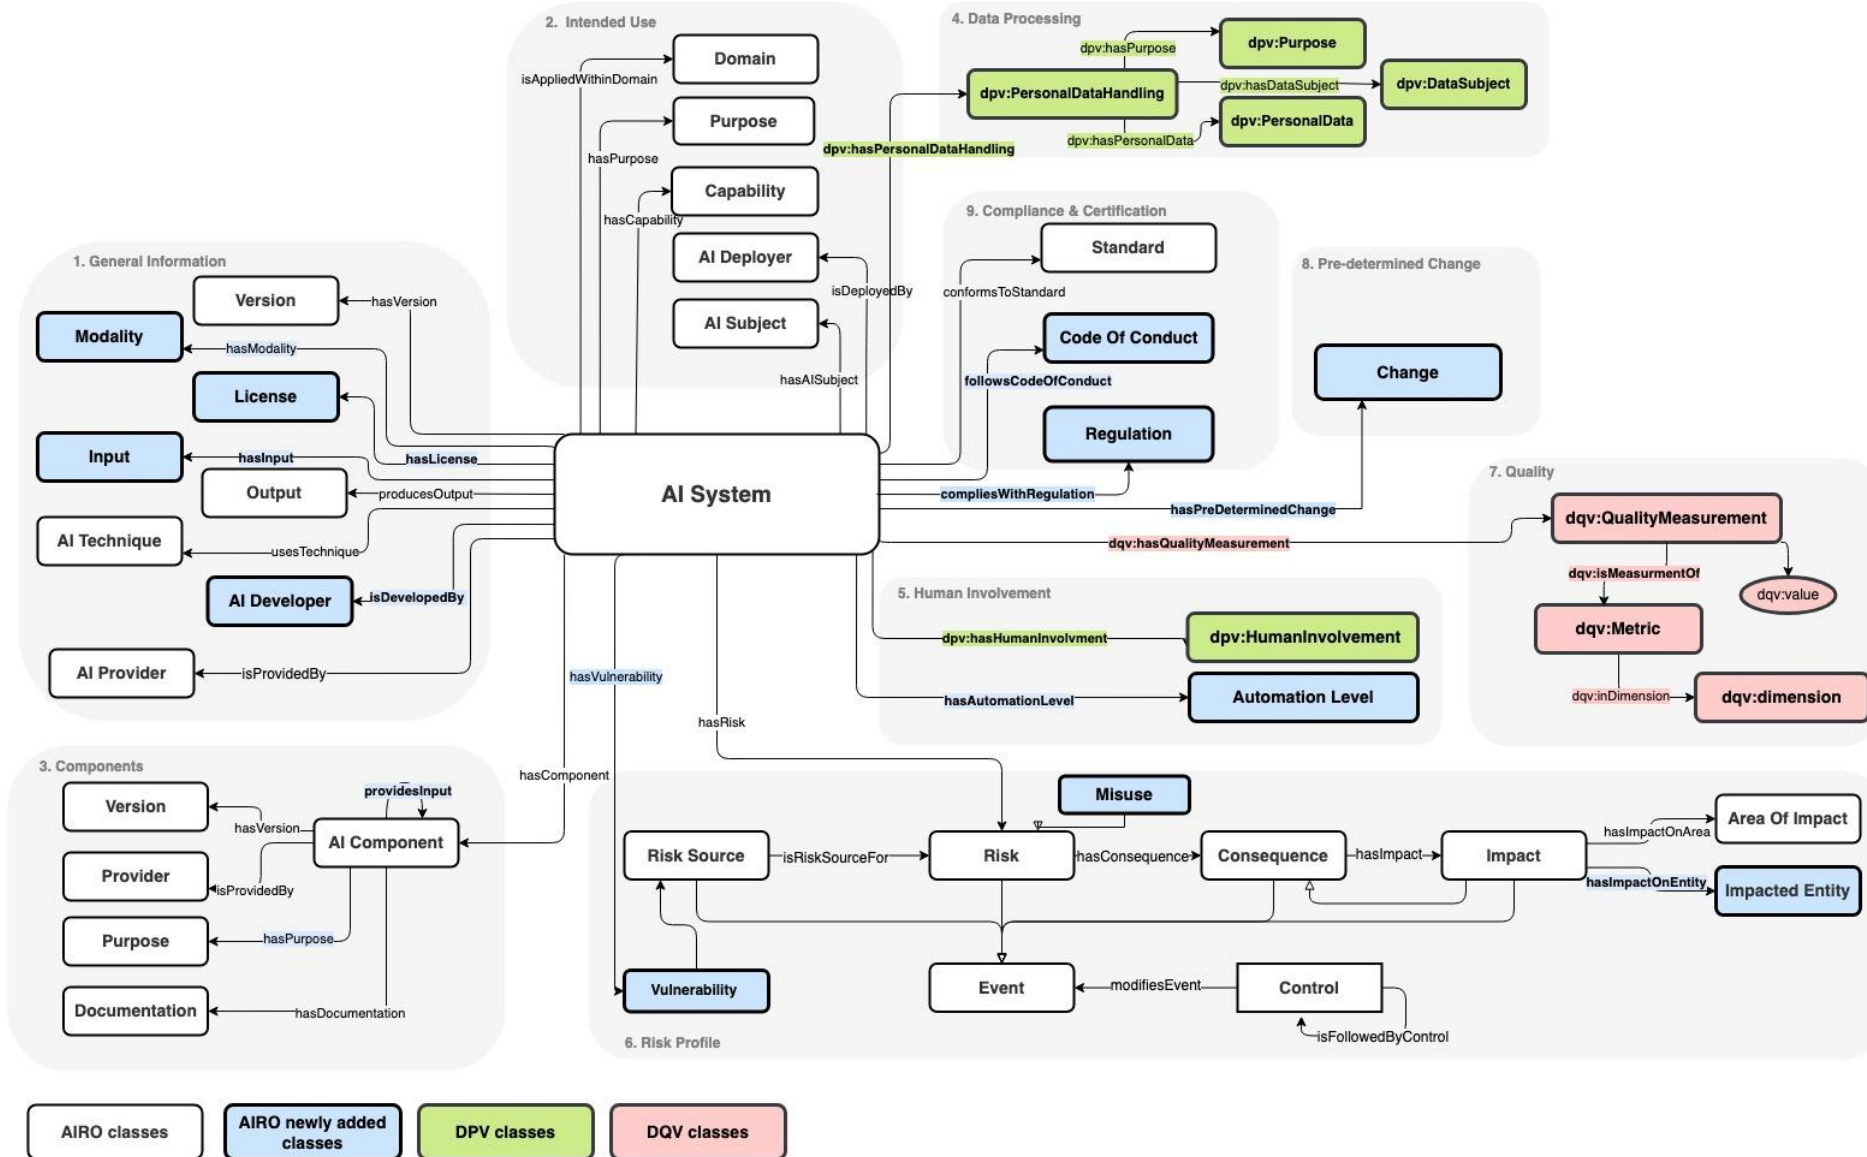 2. Intended Use
Domain
isAppliedWithinDomain
Purpose
hasPurpose
Capability
hasCapability
AI Deployer
isDeployedBy
AI Subject
hasAISubject
4. Data Processing
dpv:hasPurpose
dpv:Purpose
dpv:PersonalDataHandling
dpv:hasDataSubject
dpv:DataSubject
dpv:PersonalData
dpv:hasPersonalData
dpv:hasPersonalDataHandling
9. Compliance & Certification
Standard
conformsToStandard
Code Of Conduct
followsCodeOfConduct
Regulation
compliesWithRegulation
8. Pre-determined Change
Change
hasPreDeterminedChange
1. General Information
Version
hasVersion
Modality
hasModality
License
hasLicense
Input
hasInput
Output
producesOutput
AI Technique
usesTechnique
AI Developer
isDevelopedBy
AI Provider
isProvidedBy
AI System
7. Quality
dqv:QualityMeasurement
dqv:hasQualityMeasurement
dqv:isMeasurmentOf
dqv:value
dqv:Metric
dqv:inDimension
dqv:dimension
5. Human Involvement
dpv:hasHumanInvolvment
dpv:HumanInvolvement
hasAutomationLevel
Automation Level
hasVulnerability
hasRisk
hasComponent
3. Components
Version
providesInput
hasVersion
AI Component
Provider
isProvidedBy
Purpose
hasPurpose
Documentation
hasDocumentation
Misuse
Risk Source
isRiskSourceFor
Risk
hasConsequence
Consequence
hasImpact
Impact
hasImpactOnArea
Area Of Impact
hasImpactOnEntity
Impacted Entity
Vulnerability
Event
modifiesEvent
Control
isFollowedByControl
6. Risk Profile
AIRO classes
AIRO newly added
classes
DPV classes
DQV classes